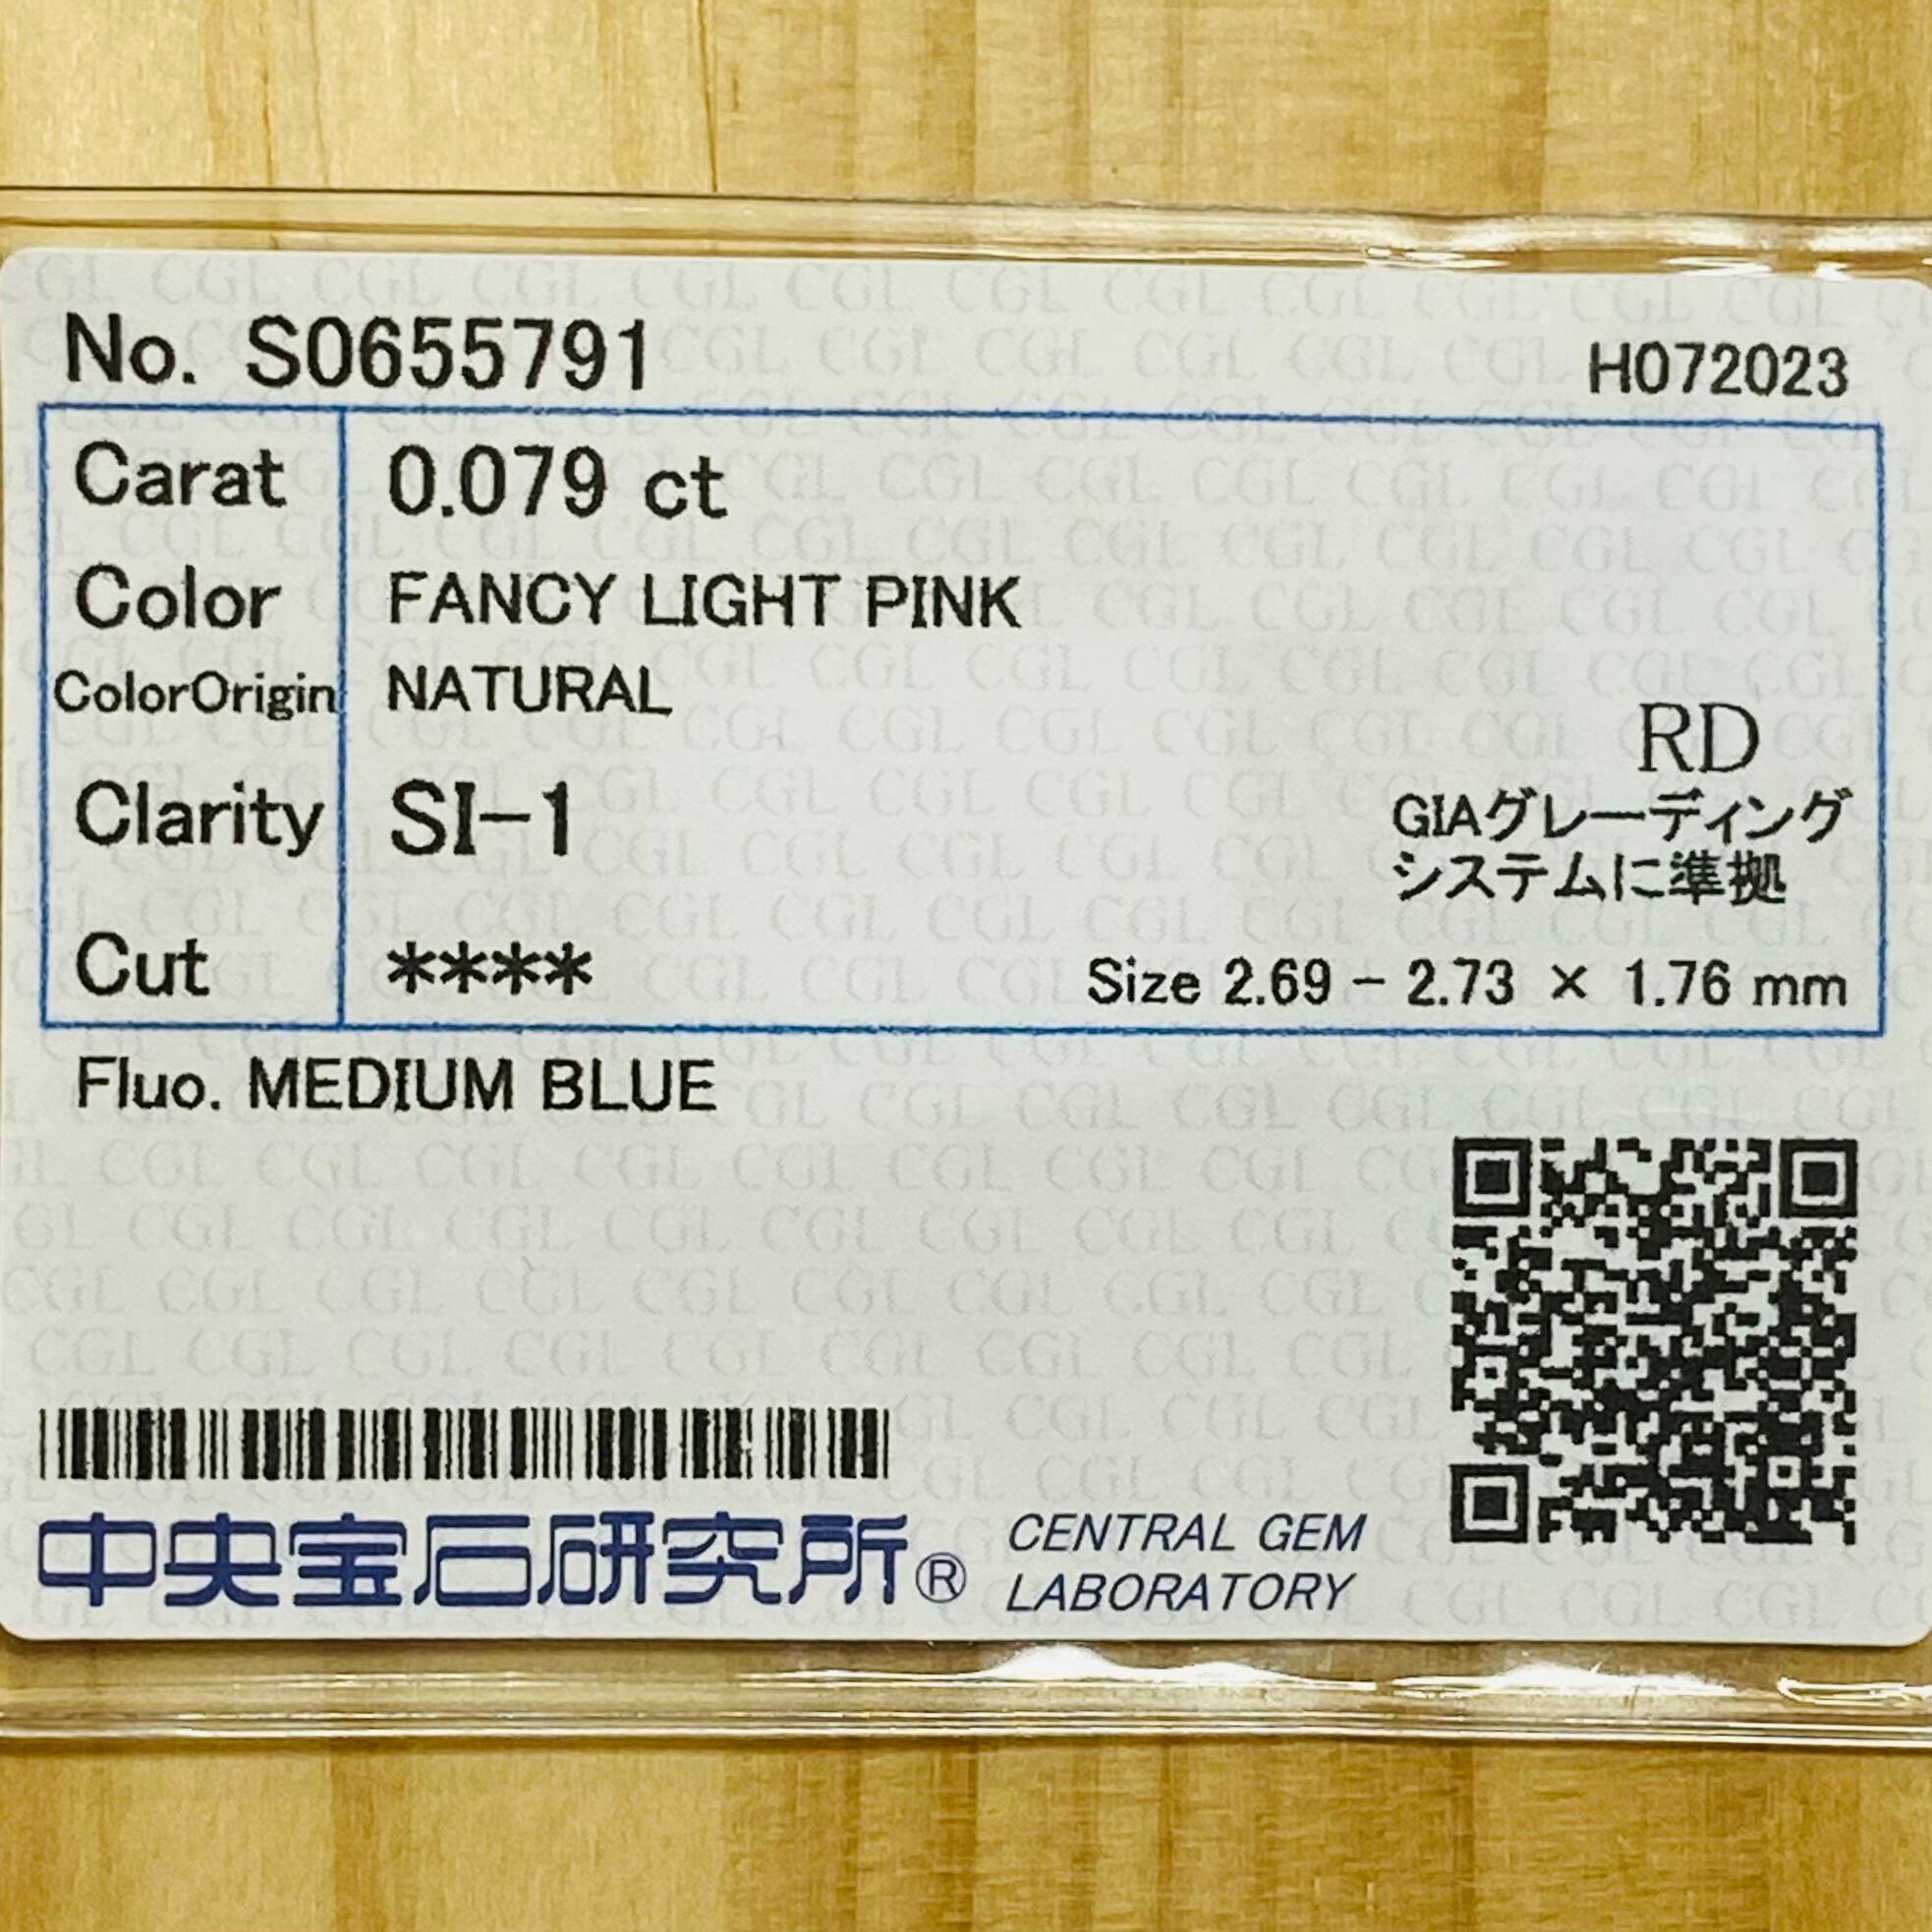 No. S0655791
H072023
Carat 0.079 ct
Color FANCY LIGHT PINK
ColorOrigin NATURAL
RD
Clarity SI-1
GIAグレーディング
システムに準拠
Cut ****
Size 2.69 - 2.73 × 1.76 mm
Fluo. MEDIUM BLUE
中央宝石研究所®
CENTRAL GEM
LABORATORY